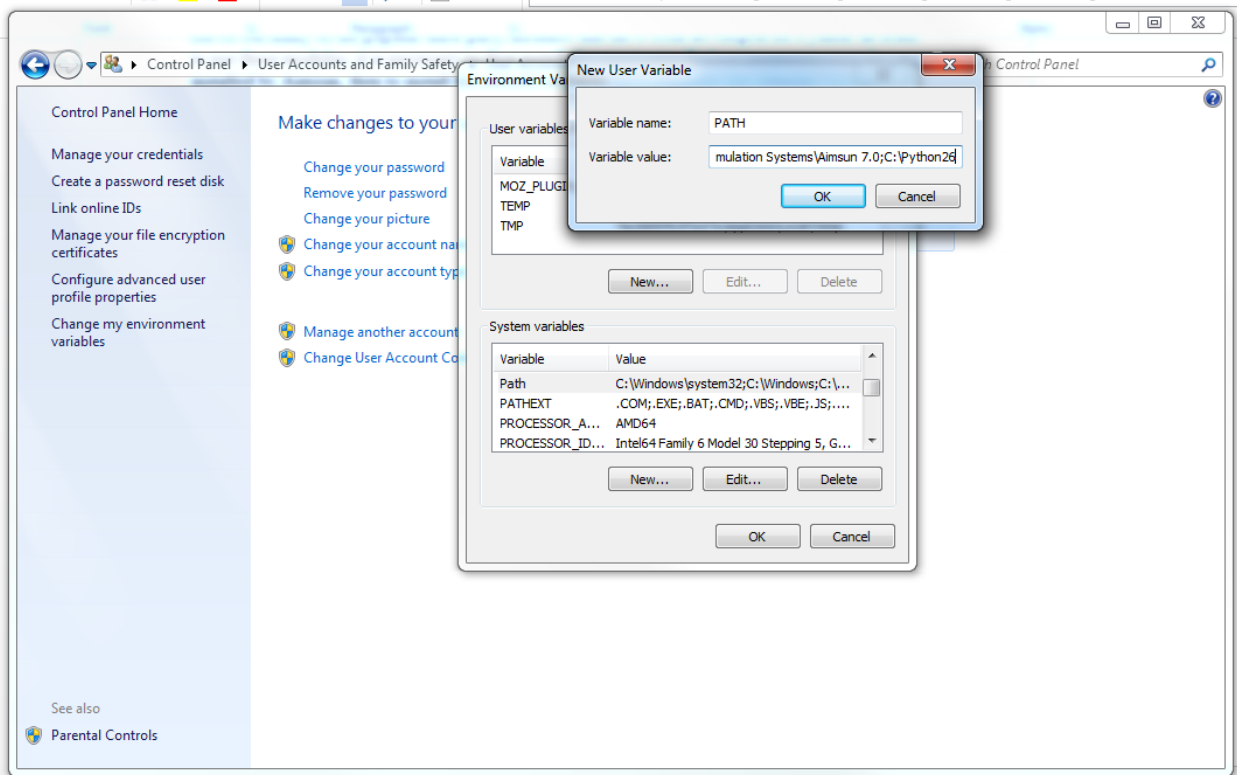 Control Panel
User Accounts and Family Safety
h Control Panel
Control Panel Home
Manage your credentials
Create a password reset disk
Link online IDs
Manage your file encryption
certificates
Configure advanced user
profile properties
Change my environment
variables
See also
Parental Controls
Make changes to your
Change your password
Remove your password
Change your picture
Change your account na
Change your account typ
Manage another account
Change User Account Co
Environment Va
User variables
Variable
MOZ_PLUGI
TEMP
TMP
New... Edit... Delete
System variables
Variable Value
Path C:\Windows\system32;C:\Windows;C:\...
PATHEXT .COM;.EXE;.BAT;.CMD;.VBS;.VBE;.JS;....
PROCESSOR_A... AMD64
PROCESSOR_ID... Intel64 Family 6 Model 30 Stepping 5, G...
New... Edit... Delete
OK Cancel
New User Variable
Variable name: PATH
Variable value: mulation Systems\Aimsun 7.0;C:\Python26
OK Cancel